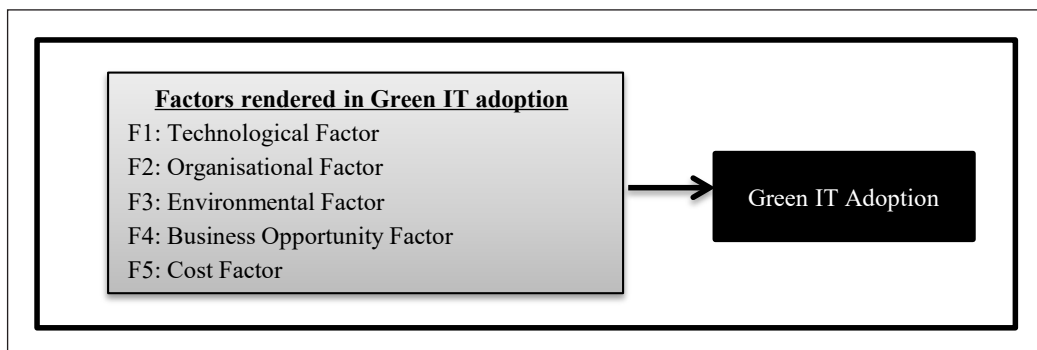 Factors rendered in Green IT adoption
F1: Technological Factor
F2: Organisational Factor
F3: Environmental Factor
F4: Business Opportunity Factor
F5: Cost Factor
Green IT Adoption